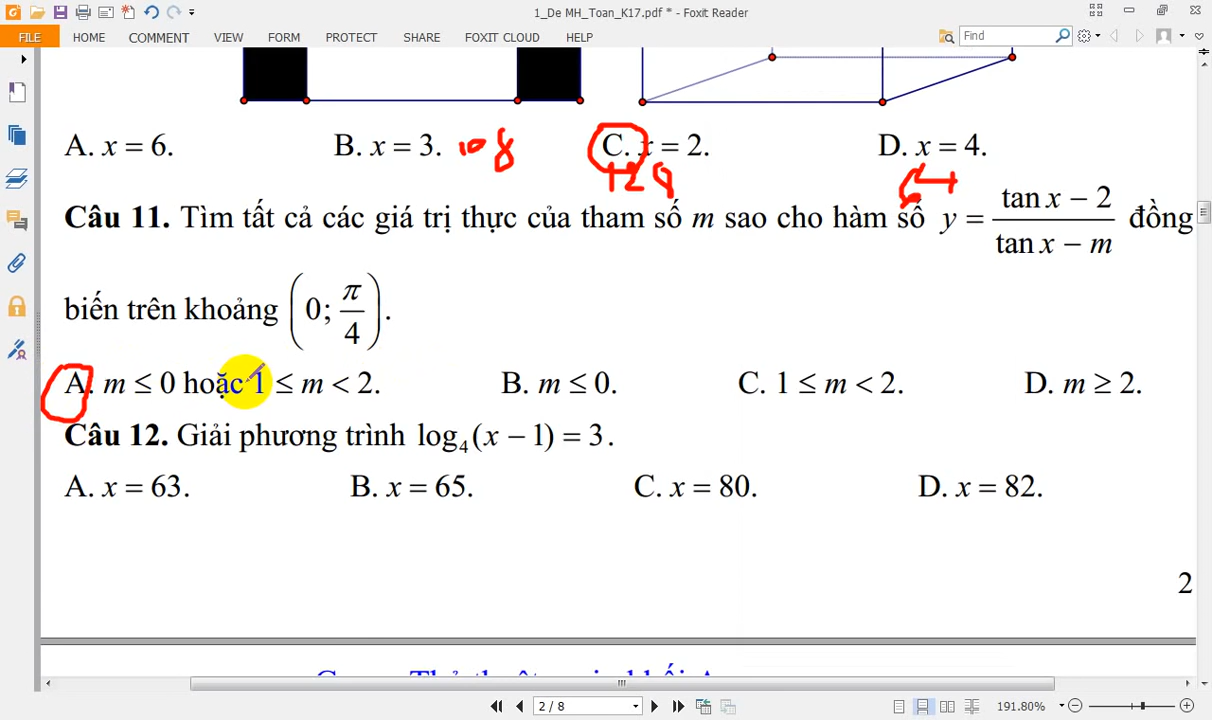 1_De MH_Toan_K17.pdf * - Foxit Reader
FILE HOME COMMENT VIEW FORM PROTECT SHARE FOXIT CLOUD HELP Find
A. x = 6. B. x = 3. 108 C. x = 2. D. x = 4.
128 64
Câu 11. Tìm tất cả các giá trị thực của tham số m sao cho hàm số y = (tan x − 2)/(tan x − m) đồng
biến trên khoảng (0; π/4).
A. m ≤ 0 hoặc 1 ≤ m < 2. B. m ≤ 0. C. 1 ≤ m < 2. D. m ≥ 2.
Câu 12. Giải phương trình log₄(x − 1) = 3.
A. x = 63. B. x = 65. C. x = 80. D. x = 82.
2
2 / 8 191.80%